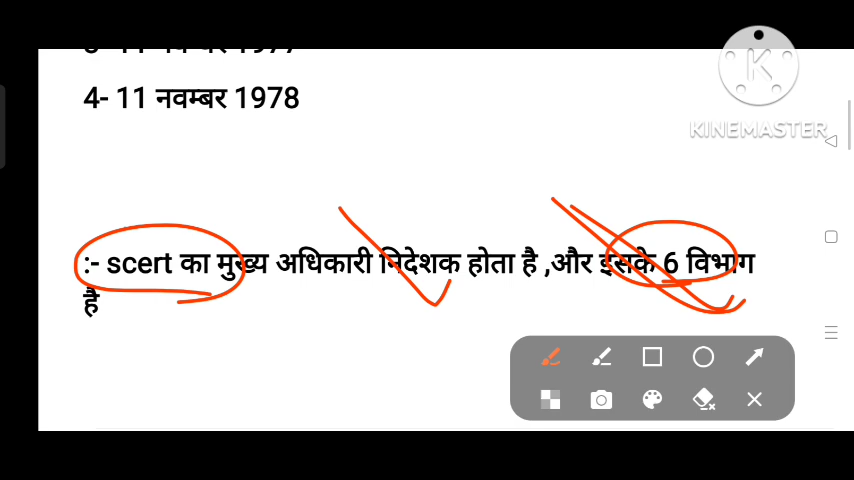 4- 11 नवम्बर 1978
KINEMASTER
:- scert का मुख्य अधिकारी निदेशक होता है ,और इसके 6 विभाग
है